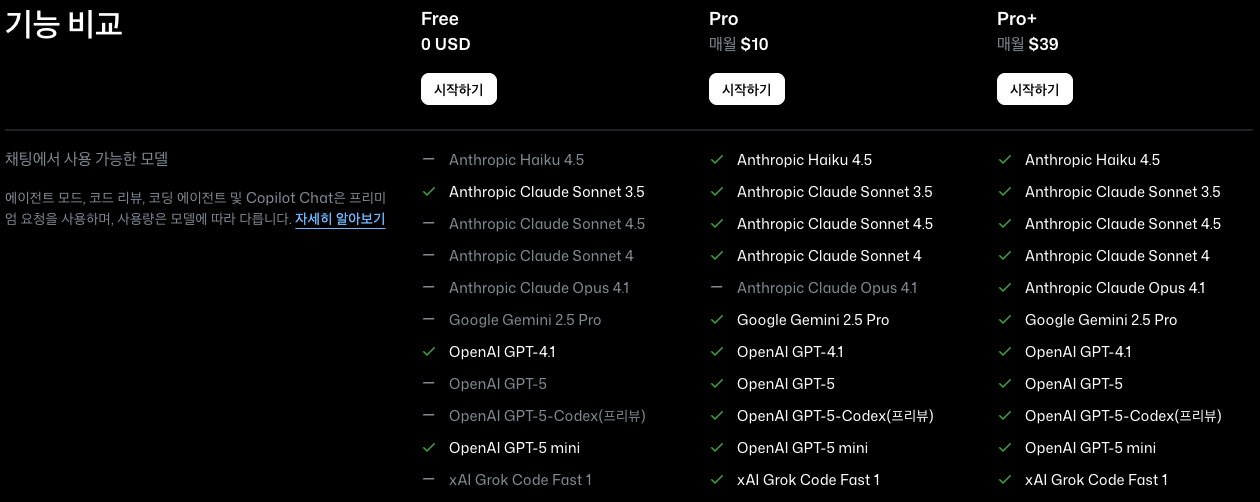 기능 비교
Free
0 USD
시작하기
Pro
매월 $10
시작하기
Pro+
매월 $39
시작하기
채팅에서 사용 가능한 모델
에이전트 모드, 코드 리뷰, 코딩 에이전트 및 Copilot Chat은 프리미
엄 요청을 사용하며, 사용량은 모델에 따라 다릅니다. 자세히 알아보기
— Anthropic Haiku 4.5
✓ Anthropic Claude Sonnet 3.5
— Anthropic Claude Sonnet 4.5
— Anthropic Claude Sonnet 4
— Anthropic Claude Opus 4.1
— Google Gemini 2.5 Pro
✓ OpenAI GPT-4.1
— OpenAI GPT-5
— OpenAI GPT-5-Codex(프리뷰)
✓ OpenAI GPT-5 mini
— xAI Grok Code Fast 1
✓ Anthropic Haiku 4.5
✓ Anthropic Claude Sonnet 3.5
✓ Anthropic Claude Sonnet 4.5
✓ Anthropic Claude Sonnet 4
— Anthropic Claude Opus 4.1
✓ Google Gemini 2.5 Pro
✓ OpenAI GPT-4.1
✓ OpenAI GPT-5
✓ OpenAI GPT-5-Codex(프리뷰)
✓ OpenAI GPT-5 mini
✓ xAI Grok Code Fast 1
✓ Anthropic Haiku 4.5
✓ Anthropic Claude Sonnet 3.5
✓ Anthropic Claude Sonnet 4.5
✓ Anthropic Claude Sonnet 4
✓ Anthropic Claude Opus 4.1
✓ Google Gemini 2.5 Pro
✓ OpenAI GPT-4.1
✓ OpenAI GPT-5
✓ OpenAI GPT-5-Codex(프리뷰)
✓ OpenAI GPT-5 mini
✓ xAI Grok Code Fast 1